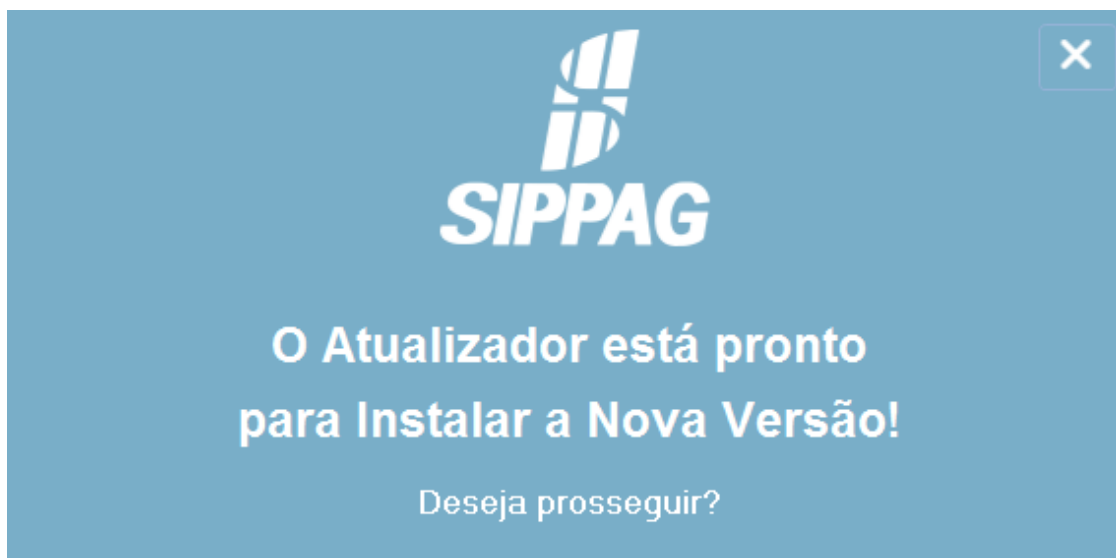 SIPPAG
O Atualizador está pronto
para Instalar a Nova Versão!
Deseja prosseguir?